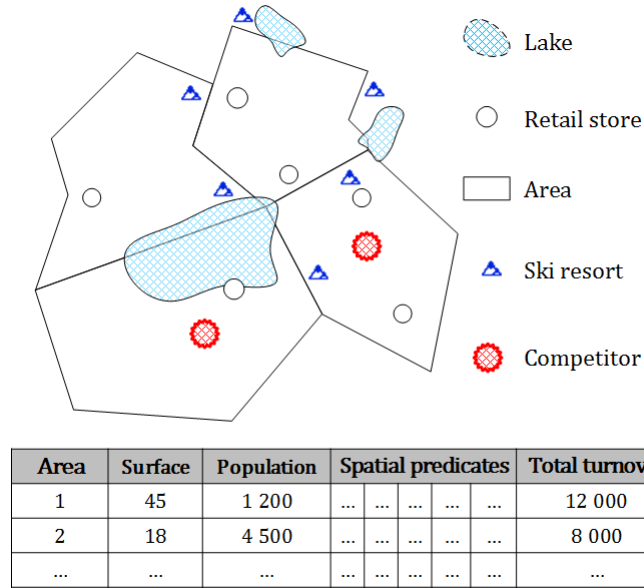 Lake
Retail store
Area
Ski resort
Competitor
Area Surface Population Spatial predicates Total turnov
1 45 1 200 ... ... ... ... ... 12 000
2 18 4 500 ... ... ... ... ... 8 000
... ... ... ... ... ... ... ... ...